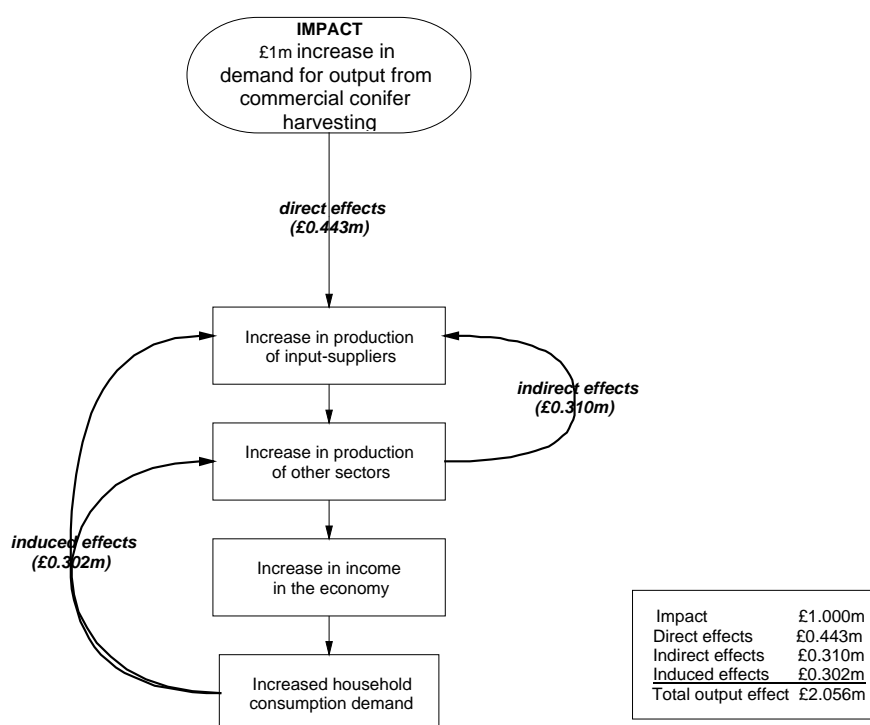 IMPACT
£1m increase in
demand for output from
commercial conifer
harvesting
direct effects
(£0.443m)
Increase in production
of input-suppliers
indirect effects
(£0.310m)
Increase in production
of other sectors
induced effects
(£0.302m)
Increase in income
in the economy
Increased household
consumption demand
Impact £1.000m
Direct effects £0.443m
Indirect effects £0.310m
Induced effects £0.302m
Total output effect £2.056m